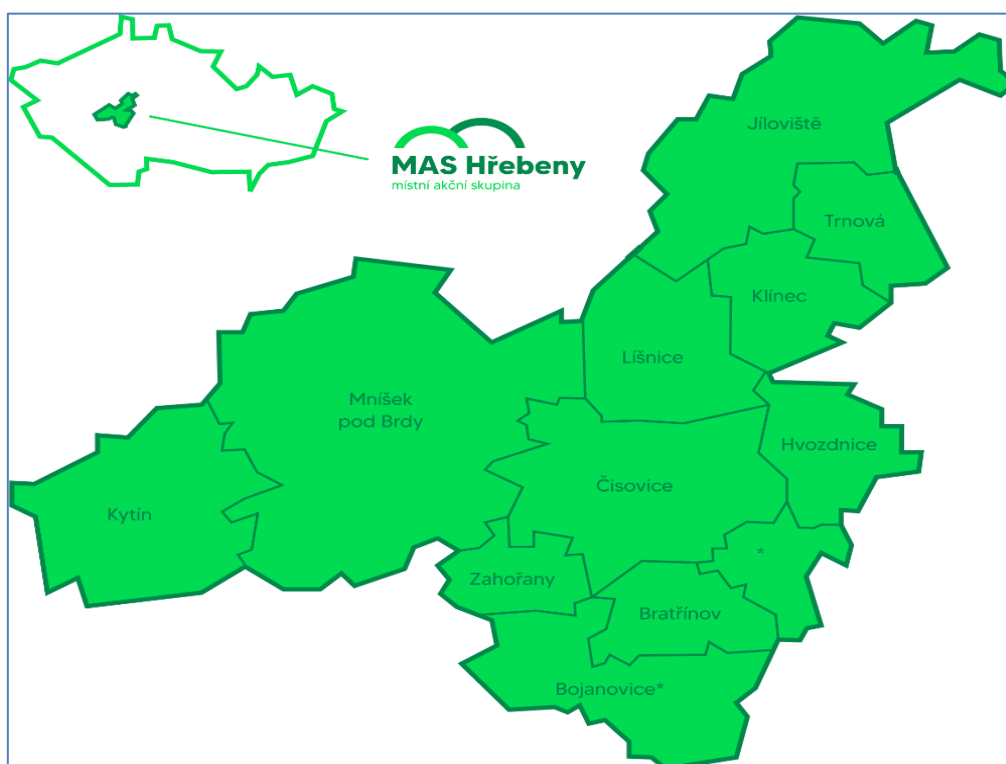 MAS Hřebeny
místní akční skupina
Jíloviště
Trnová
Klínec
Líšnice
Mníšek
pod Brdy
Hvozdnice
Čisovice
Kytín
*
Zahořany
Bratřínov
Bojanovice*